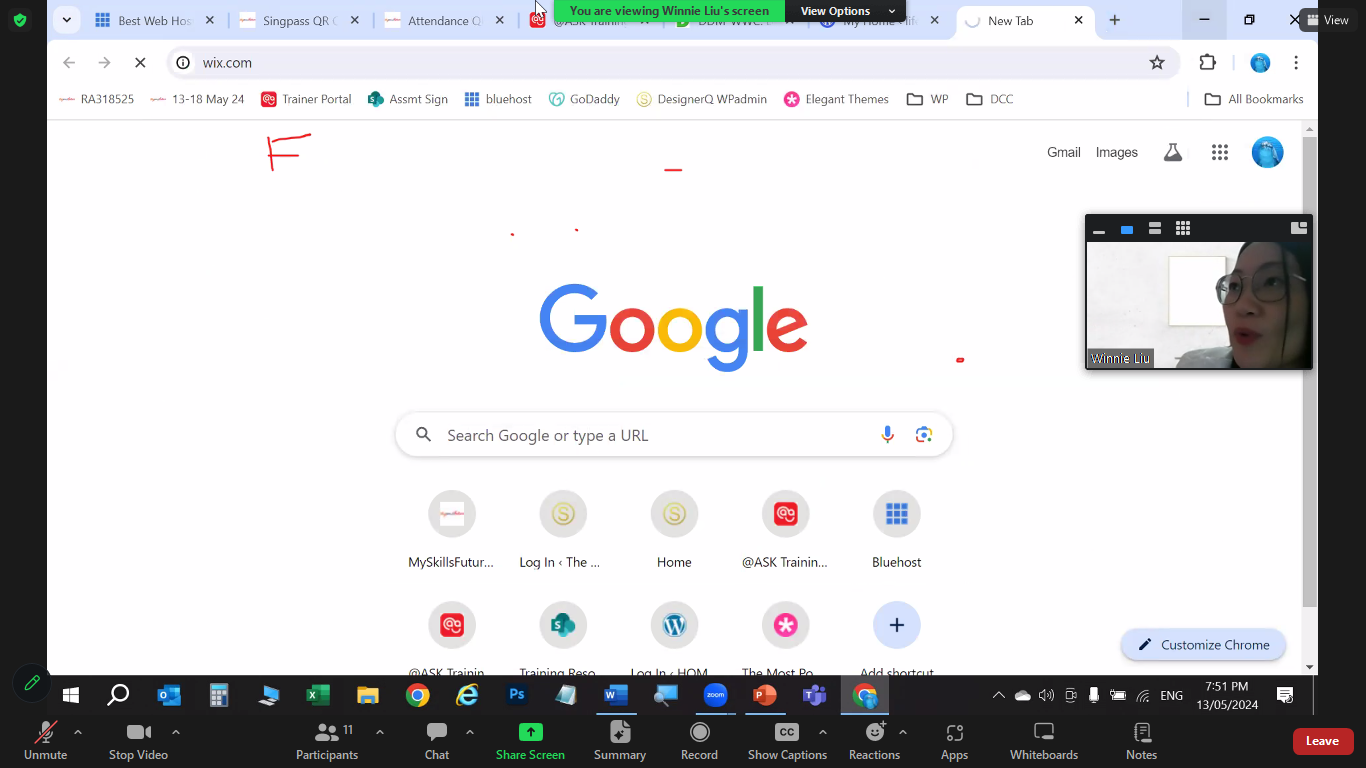 Best Web Hos
Singpass QR C
Attendance Q
@ASK Trainin
You are viewing Winnie Liu's screen
View Options
My Home ‹ life
New Tab
View
wix.com
RA318525
13-18 May 24
Trainer Portal
Assmt Sign
bluehost
GoDaddy
DesignerQ WPadmin
Elegant Themes
WP
DCC
All Bookmarks
F
Gmail
Images
Google
Winnie Liu
Search Google or type a URL
MySkillsFutur...
Log In ‹ The ...
Home
@ASK Trainin...
Bluehost
@ASK Trainin
Training Reso
Log In ‹ HOM
The Most Po
Add shortcut
Customize Chrome
ENG
7:51 PM
13/05/2024
Unmute
Stop Video
Participants
11
Chat
Share Screen
Summary
Record
Show Captions
Reactions
Apps
Whiteboards
Notes
Leave